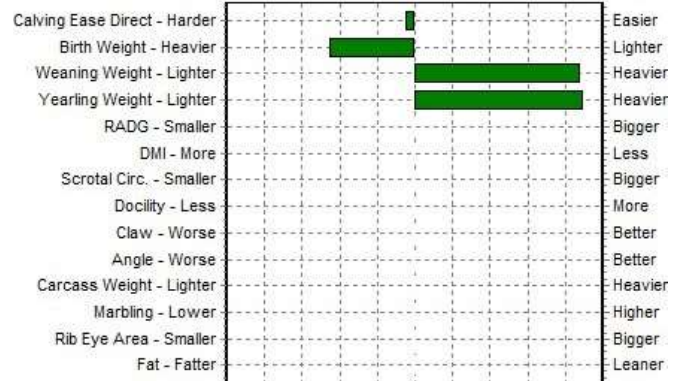 Calving Ease Direct - Harder Easier
Birth Weight - Heavier Lighter
Weaning Weight - Lighter Heavier
Yearling Weight - Lighter Heavier
RADG - Smaller Bigger
DMI - More Less
Scrotal Circ. - Smaller Bigger
Docility - Less More
Claw - Worse Better
Angle - Worse Better
Carcass Weight - Lighter Heavier
Marbling - Lower Higher
Rib Eye Area - Smaller Bigger
Fat - Fatter Leaner